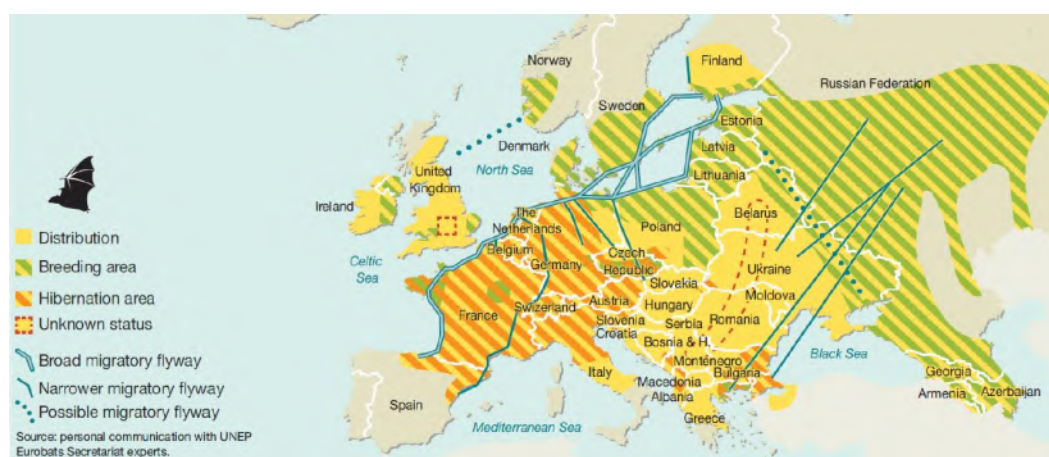 Finland
Norway
Russian Federation
Sweden
Estonia
Denmark
Latvia
North Sea
United
Kingdom
Lithuania
Ireland
The
Netherlands
Belarus
Poland
Distribution
Belgium
Czech
Republic
Celtic
Sea
Germany
Breeding area
Ukraine
Slovakia
Hibernation area
Moldova
Austria
Hungary
France
Switzerland
Slovenia
Romania
Unknown status
Croatia
Serbia
Bosnia & H.
Black Sea
Broad migratory flyway
Montenegro
Bulgaria
Georgia
Italy
Narrower migratory flyway
Macedonia
Armenia
Azerbaijan
Albania
Spain
Possible migratory flyway
Greece
Mediterranean Sea
Source: personal communication with UNEP
Eurobats Secretariat experts.